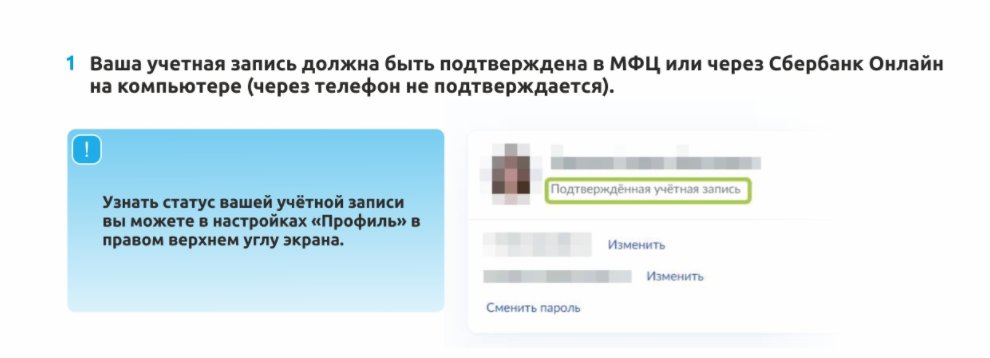 1 Ваша учетная запись должна быть подтверждена в МФЦ или через Сбербанк Онлайн
на компьютере (через телефон не подтверждается).
!
Узнать статус вашей учётной записи
вы можете в настройках «Профиль» в
правом верхнем углу экрана.
Подтверждённая учётная запись
Изменить
Изменить
Сменить пароль